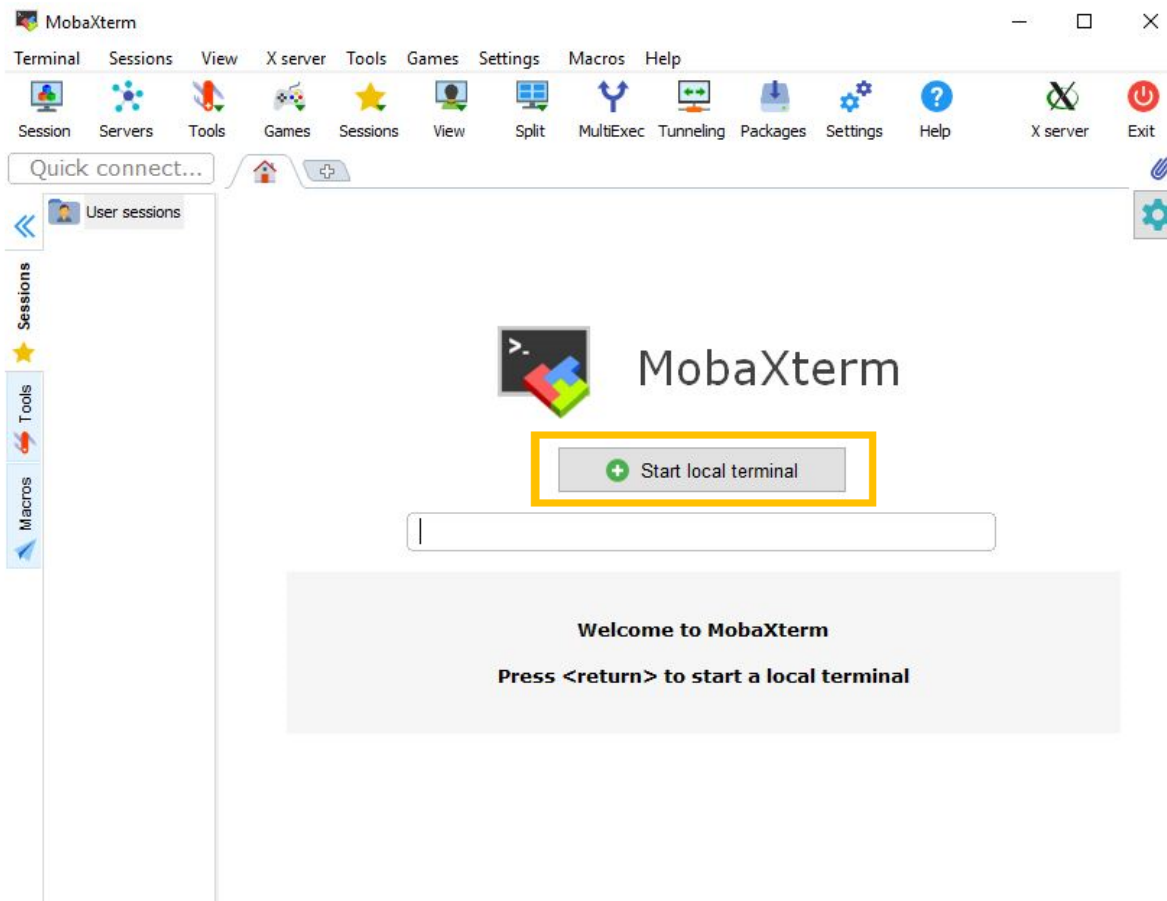 MobaXterm
Terminal Sessions View X server Tools Games Settings Macros Help
Session Servers Tools Games Sessions View Split MultiExec Tunneling Packages Settings Help X server Exit
Quick connect...
User sessions
Sessions
Tools
Macros
>_
MobaXterm
Start local terminal
Welcome to MobaXterm
Press <return> to start a local terminal